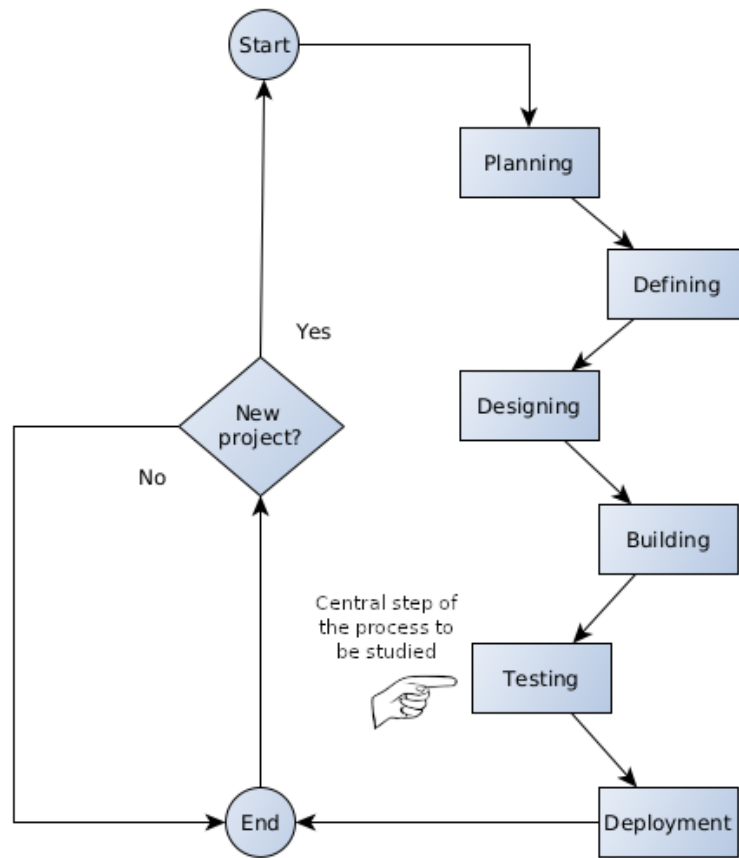 Start
Planning
Defining
Yes
Designing
New
project?
No
Building
Central step of
the process to
be studied
Testing
End
Deployment